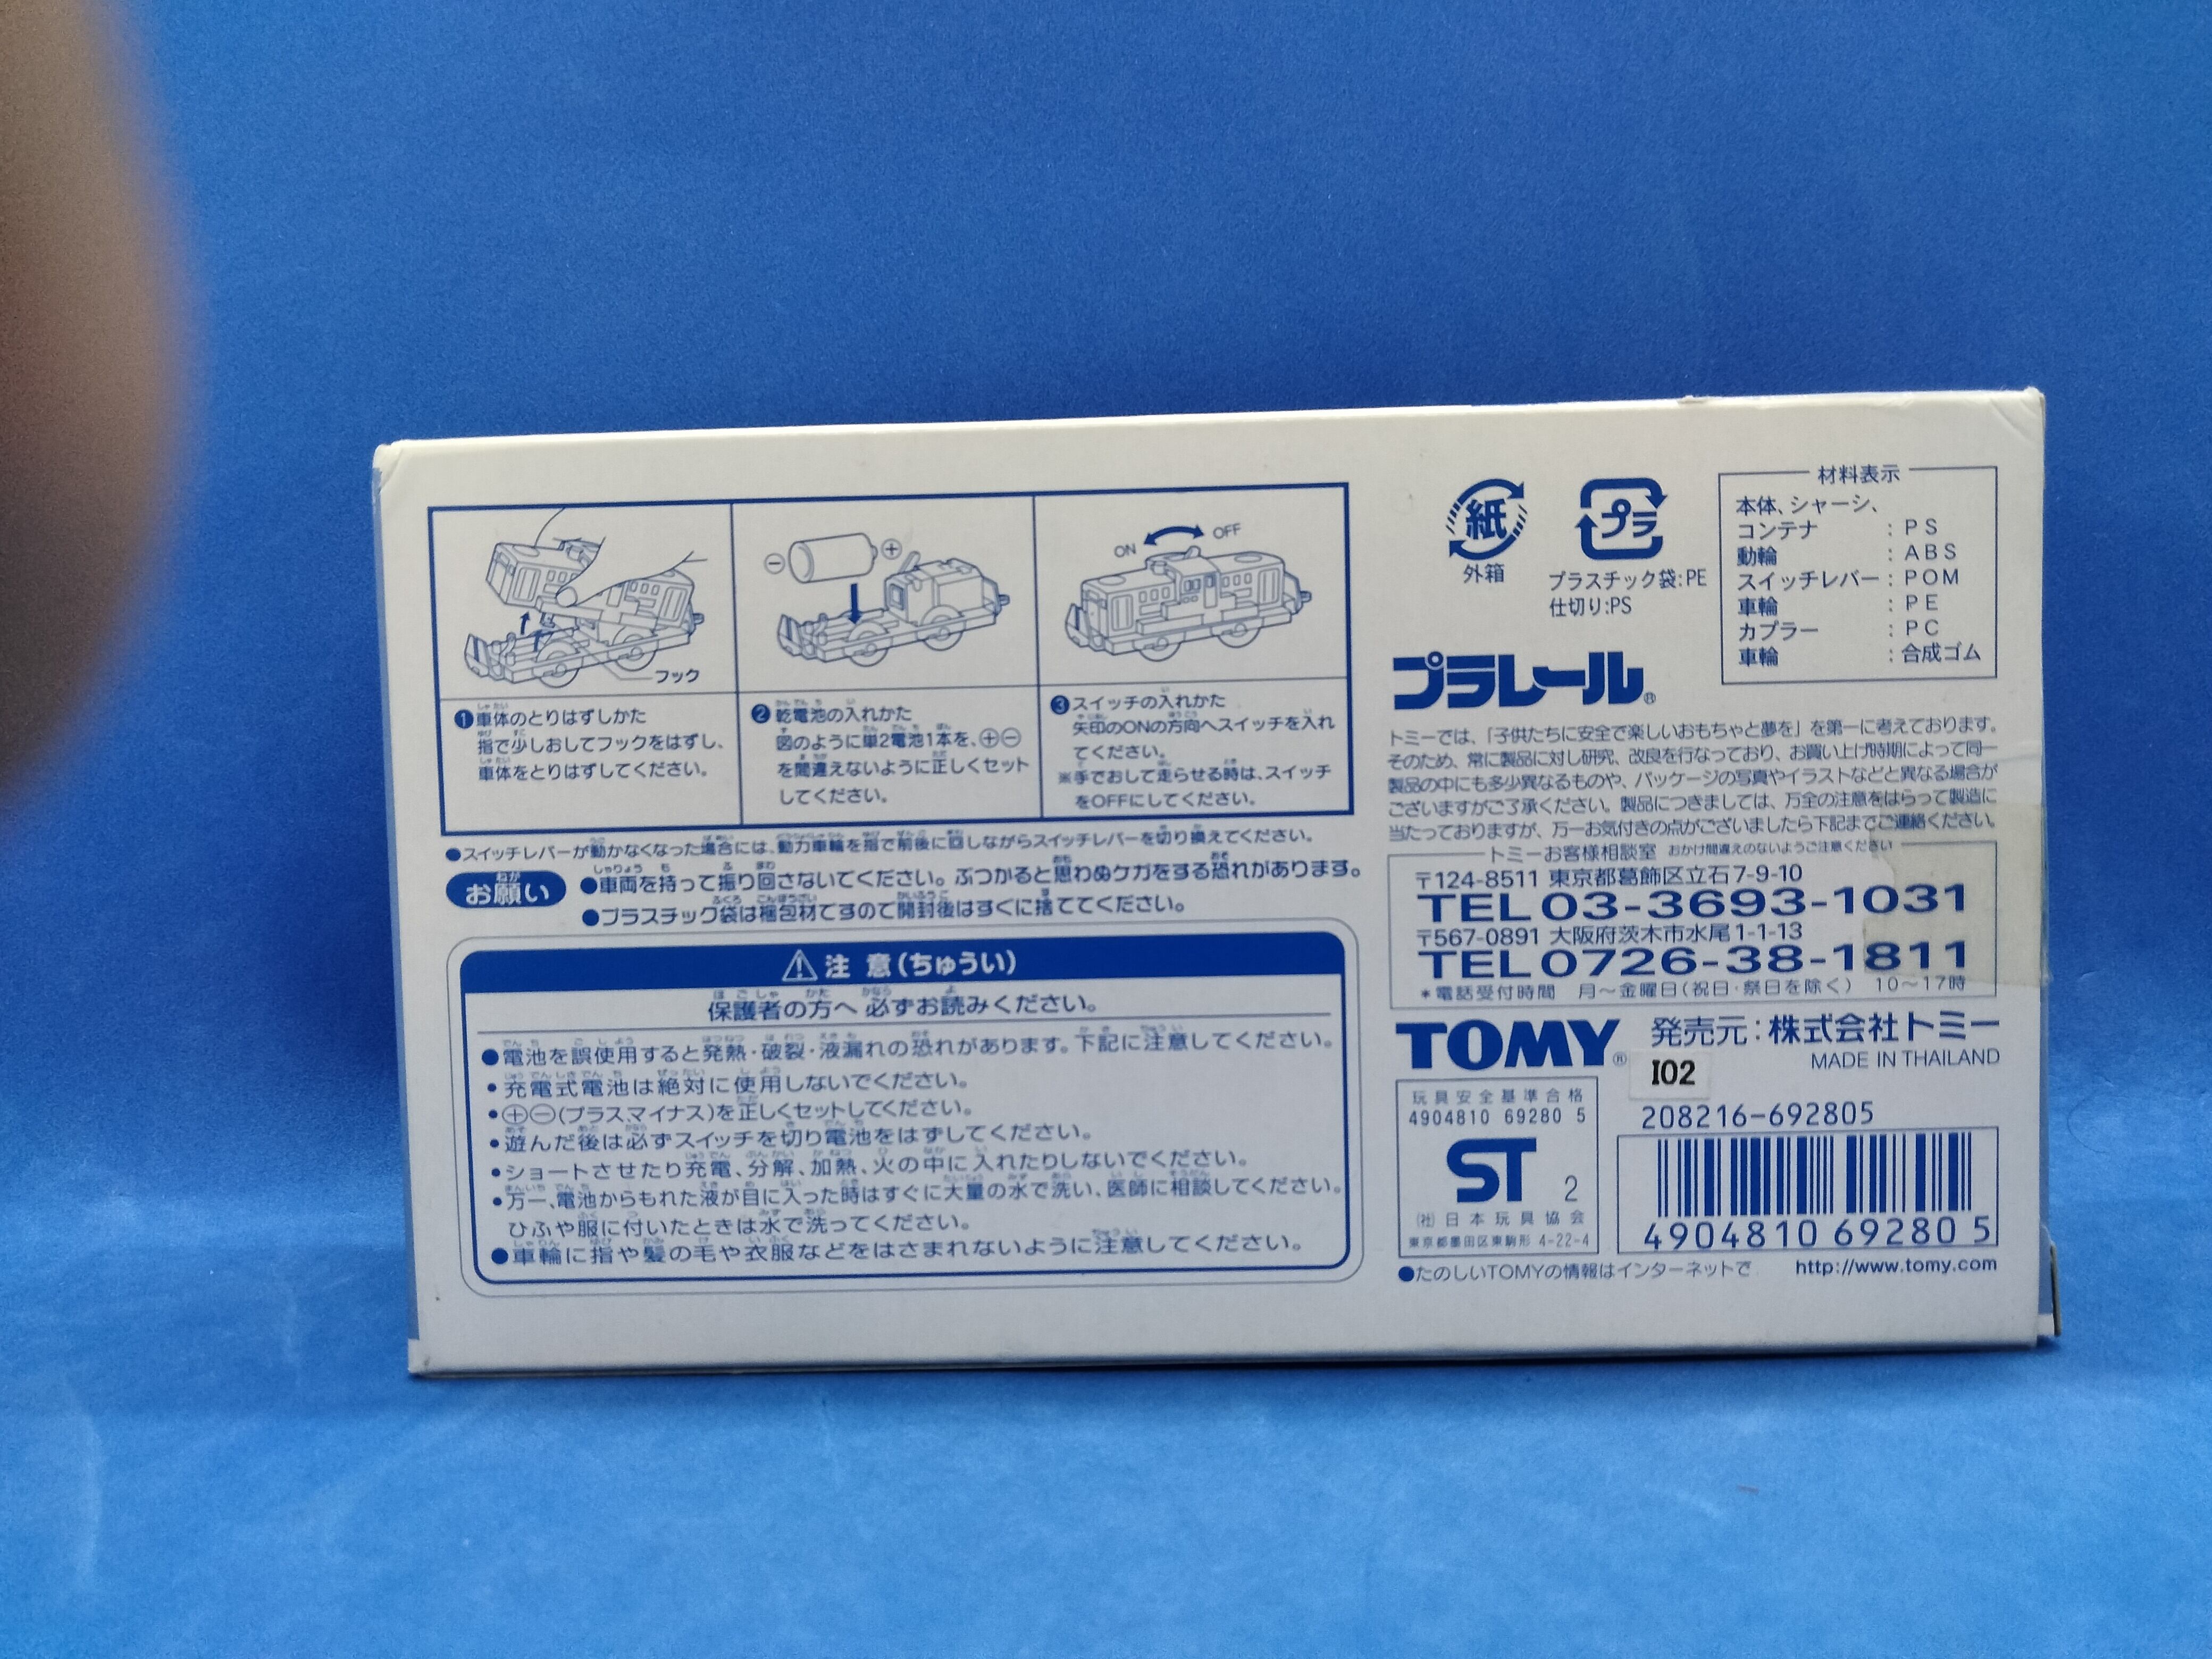 フック
❶車体のとりはずしかた
指で少しおしてフックをはずし、
車体をとりはずしてください。
⊖ ⊕
❷乾電池の入れかた
図のように単2電池1本を、⊕⊖
を間違えないように正しくセット
してください。
ON OFF
❸スイッチの入れかた
矢印のONの方向へスイッチを入れ
てください。
※手でおして走らせる時は、スイッチ
をOFFにしてください。
●スイッチレバーが動かなくなった場合には、動力車輪を指で前後に回しながらスイッチレバーを切り換えてください。
お願い
●車両を持って振り回さないでください。ぶつかると思わぬケガをする恐れがあります。
●プラスチック袋は梱包材ですので開封後はすぐに捨ててください。
⚠注 意(ちゅうい)
保護者の方へ 必ずお読みください。
●電池を誤使用すると発熱・破裂・液漏れの恐れがあります。下記に注意してください。
・充電式電池は絶対に使用しないでください。
・⊕⊖(プラスマイナス)を正しくセットしてください。
・遊んだ後は必ずスイッチを切り電池をはずしてください。
・ショートさせたり充電、分解、加熱、火の中に入れたりしないでください。
・万一、電池からもれた液が目に入った時はすぐに大量の水で洗い、医師に相談してください。
ひふや服に付いたときは水で洗ってください。
●車輪に指や髪の毛や衣服などをはさまれないように注意してください。
紙
外箱
プラ
プラスチック袋:PE
仕切り:PS
材料表示
本体、シャーシ、
コンテナ : PS
動輪 : ABS
スイッチレバー : POM
車輪 : PE
カプラー : PC
車輪 : 合成ゴム
プラレール®
トミーでは、「子供たちに安全で楽しいおもちゃと夢を」を第一に考えております。
そのため、常に製品に対し研究、改良を行なっており、お買い上げ時期によって同一
製品の中にも多少異なるものや、パッケージの写真やイラストなどと異なる場合が
ございますがご了承ください。製品につきましては、万全の注意をはらって製造に
当たっておりますが、万一お気付きの点がございましたら下記までご連絡ください。
トミーお客様相談室 おかけ間違えのないようご注意ください
〒124-8511 東京都葛飾区立石7-9-10
TEL 03-3693-1031
〒567-0891 大阪府茨木市水尾1-1-13
TEL 0726-38-1811
*電話受付時間 月〜金曜日(祝日・祭日を除く) 10〜17時
TOMY® 発売元:株式会社トミー
MADE IN THAILAND
I02
玩具安全基準合格
4904810 69280 5
ST 2
(社)日本玩具協会
東京都墨田区東駒形 4-22-4
208216-692805
4904810 69280 5
●たのしいTOMYの情報はインターネットで http://www.tomy.com